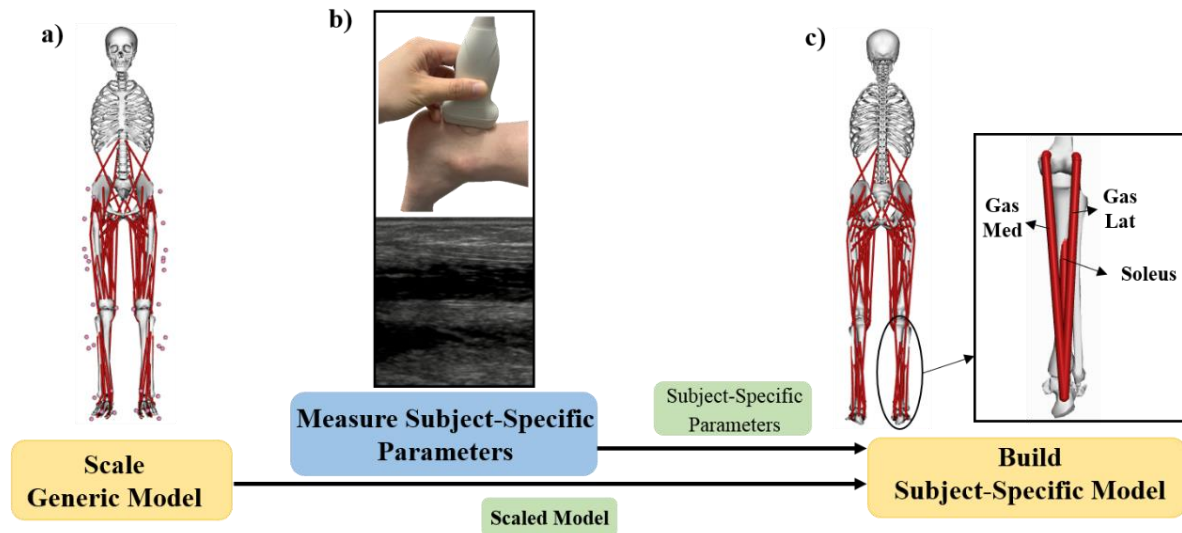 a)
b)
c)
Gas
Med
Gas
Lat
Soleus
Subject-Specific
Parameters
Measure Subject-Specific
Parameters
Scale
Generic Model
Build
Subject-Specific Model
Scaled Model